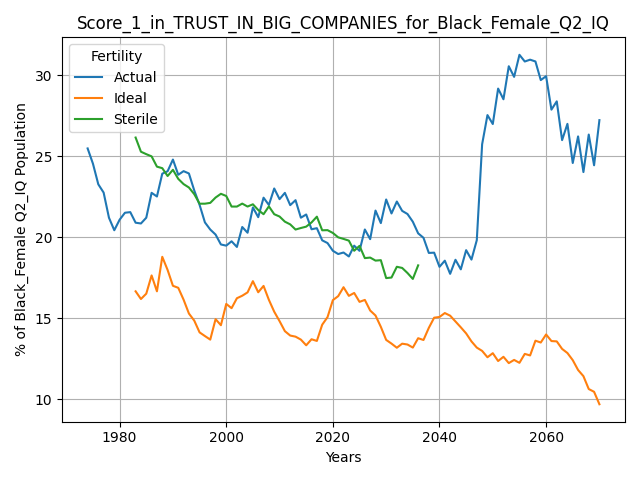 Score_1_in_TRUST_IN_BIG_COMPANIES_for_Black_Female_Q2_IQ
Fertility
Actual
Ideal
Sterile
30
25
20
15
10
% of Black_Female Q2_IQ Population
1980
2000
2020
2040
2060
Years